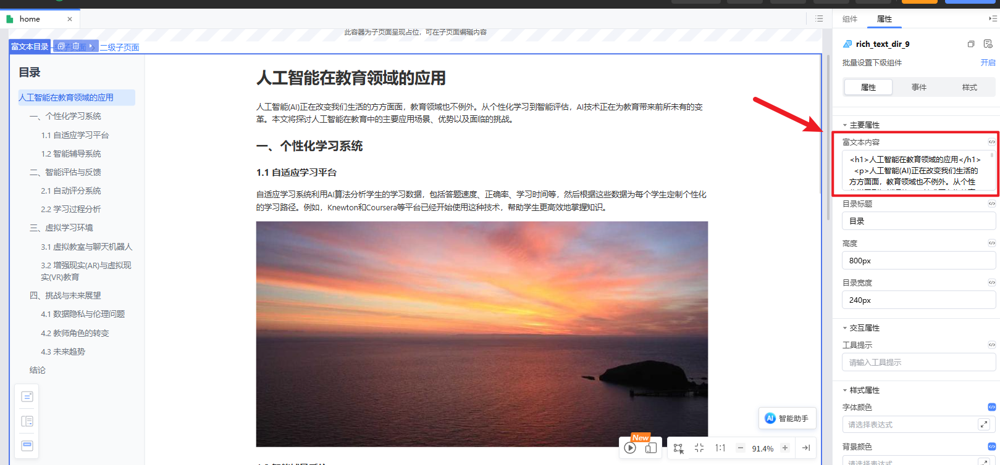 home
此容器为子页面呈现占位，可在子页面编辑内容
富文本目录
二级子页面
目录
人工智能在教育领域的应用
一、个性化学习系统
1.1 自适应学习平台
1.2 智能辅导系统
二、智能评估与反馈
2.1 自动评分系统
2.2 学习过程分析
三、虚拟学习环境
3.1 虚拟教室与聊天机器人
3.2 增强现实(AR)与虚拟现
实(VR)教育
四、挑战与未来展望
4.1 数据隐私与伦理问题
4.2 教师角色的转变
4.3 未来趋势
结论
人工智能在教育领域的应用
人工智能(AI)正在改变我们生活的方方面面，教育领域也不例外。从个性化学习到智能评估，AI技术正在为教育带来前所未有的变
革。本文将探讨人工智能在教育中的主要应用场景、优势以及面临的挑战。
一、个性化学习系统
1.1 自适应学习平台
自适应学习系统利用AI算法分析学生的学习数据，包括答题速度、正确率、学习时间等，然后根据这些数据为每个学生定制个性化
的学习路径。例如，Knewton和Coursera等平台已经开始使用这种技术，帮助学生更高效地掌握知识。
AI 智能助手
New
1:1
91.4%
组件
属性
rich_text_dir_9
批量设置下级组件
开启
属性
事件
样式
主要属性
富文本内容
<h1>人工智能在教育领域的应用</h1>
<p>人工智能(AI)正在改变我们生活的
方方面面，教育领域也不例外。从个性
目录标题
目录
高度
800px
目录宽度
240px
交互属性
工具提示
请输入工具提示
样式属性
字体颜色
请选择表达式
背景颜色
请选择表达式